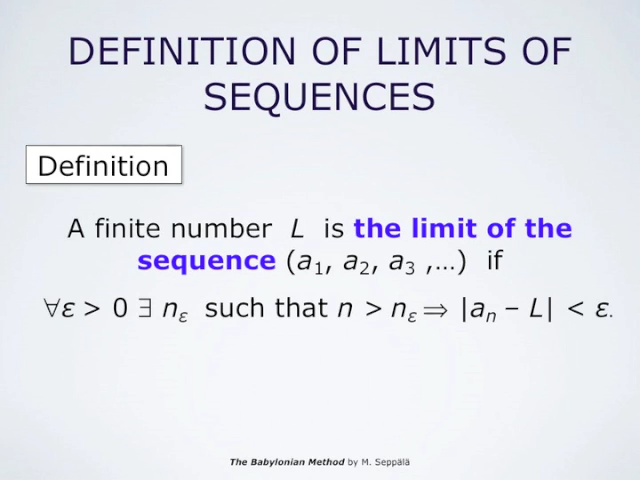 DEFINITION OF LIMITS OF
SEQUENCES
Definition
A finite number L is the limit of the
sequence (a₁, a₂, a₃ ,…) if
∀ε > 0 ∃ nε such that n > nε ⇒ |aₙ – L| < ε.
The Babylonian Method by M. Seppälä